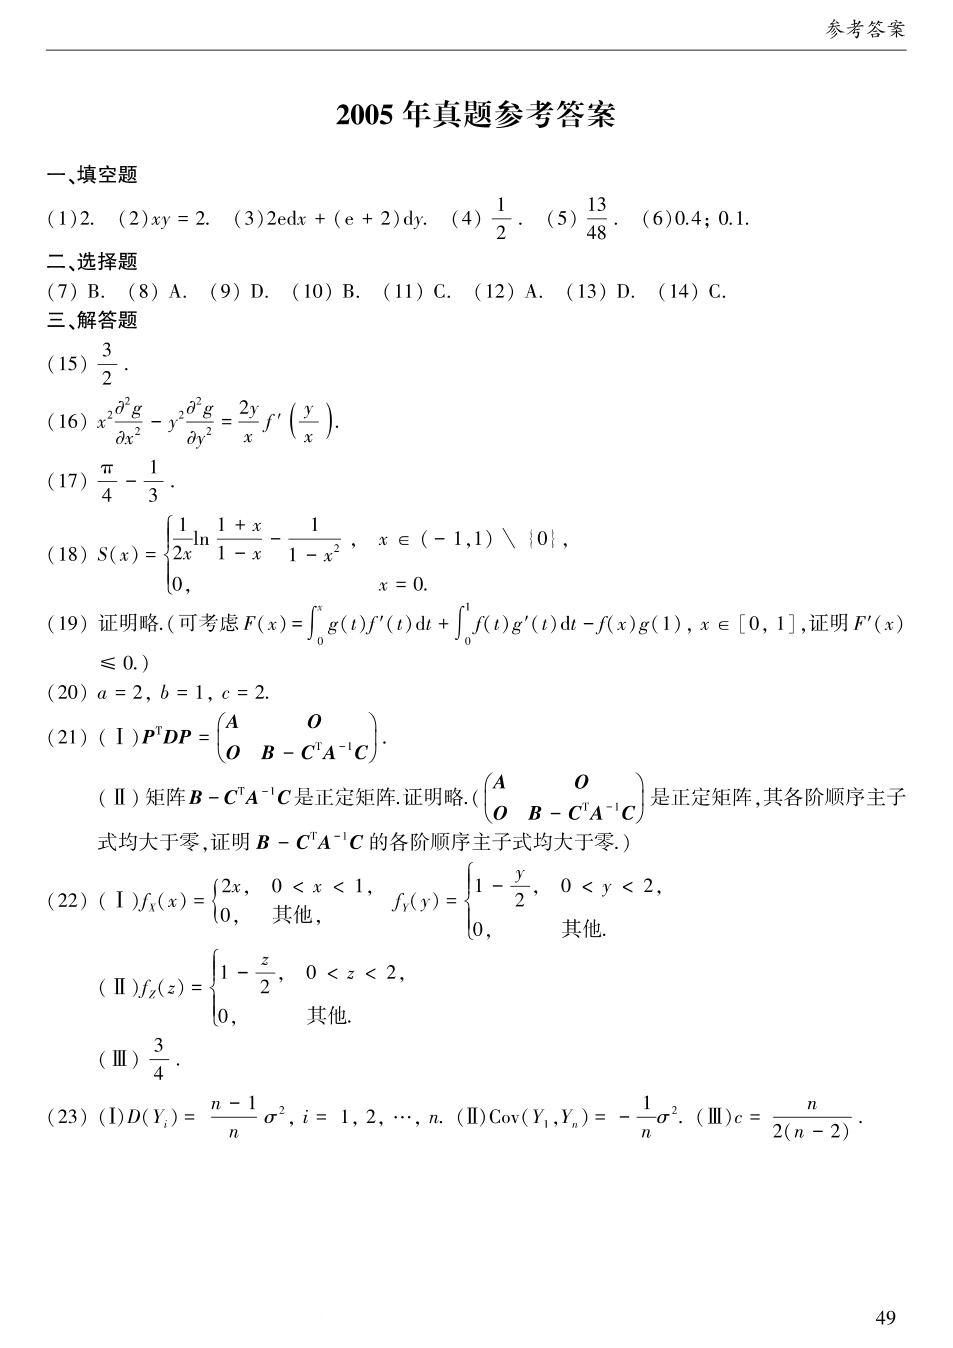 参考答案
2005 年真题参考答案
一、填空题
(1)2. (2)xy = 2. (3)2edx + (e + 2)dy. (4) 1/2 . (5) 13/48 . (6)0.4; 0.1.
二、选择题
(7) B. (8) A. (9) D. (10) B. (11) C. (12) A. (13) D. (14) C.
三、解答题
(15) 3/2 .
(16) x² ∂²g/∂x² − y² ∂²g/∂y² = 2y/x f′(y/x).
(17) π/4 − 1/3 .
(18) S(x) = { 1/2x ln 1 + x/1 − x − 1/1 − x² , x ∈ (− 1,1) \ {0},
0, x = 0.
(19) 证明略.(可考虑 F(x) = ∫₀ˣ g(t)f′(t)dt + ∫₀¹ f(t)g′(t)dt − f(x)g(1), x ∈ [0, 1],证明 F′(x)
≤ 0.)
(20) a = 2, b = 1, c = 2.
(21) (Ⅰ)PᵀDP = (A O
O B − CᵀA⁻¹C).
(Ⅱ) 矩阵 B − CᵀA⁻¹C 是正定矩阵.证明略.((A O
O B − CᵀA⁻¹C) 是正定矩阵,其各阶顺序主子
式均大于零,证明 B − CᵀA⁻¹C 的各阶顺序主子式均大于零.)
(22) (Ⅰ)f_X(x) = {2x, 0 < x < 1, f_Y(y) = {1 − y/2, 0 < y < 2,
0, 其他, 0, 其他.
(Ⅱ)f_Z(z) = {1 − z/2, 0 < z < 2,
0, 其他.
(Ⅲ) 3/4 .
(23) (Ⅰ)D(Yᵢ) = n − 1/n σ², i = 1, 2, ⋯, n. (Ⅱ)Cov(Y₁,Yₙ) = − 1/n σ². (Ⅲ)c = n/2(n − 2) .
49